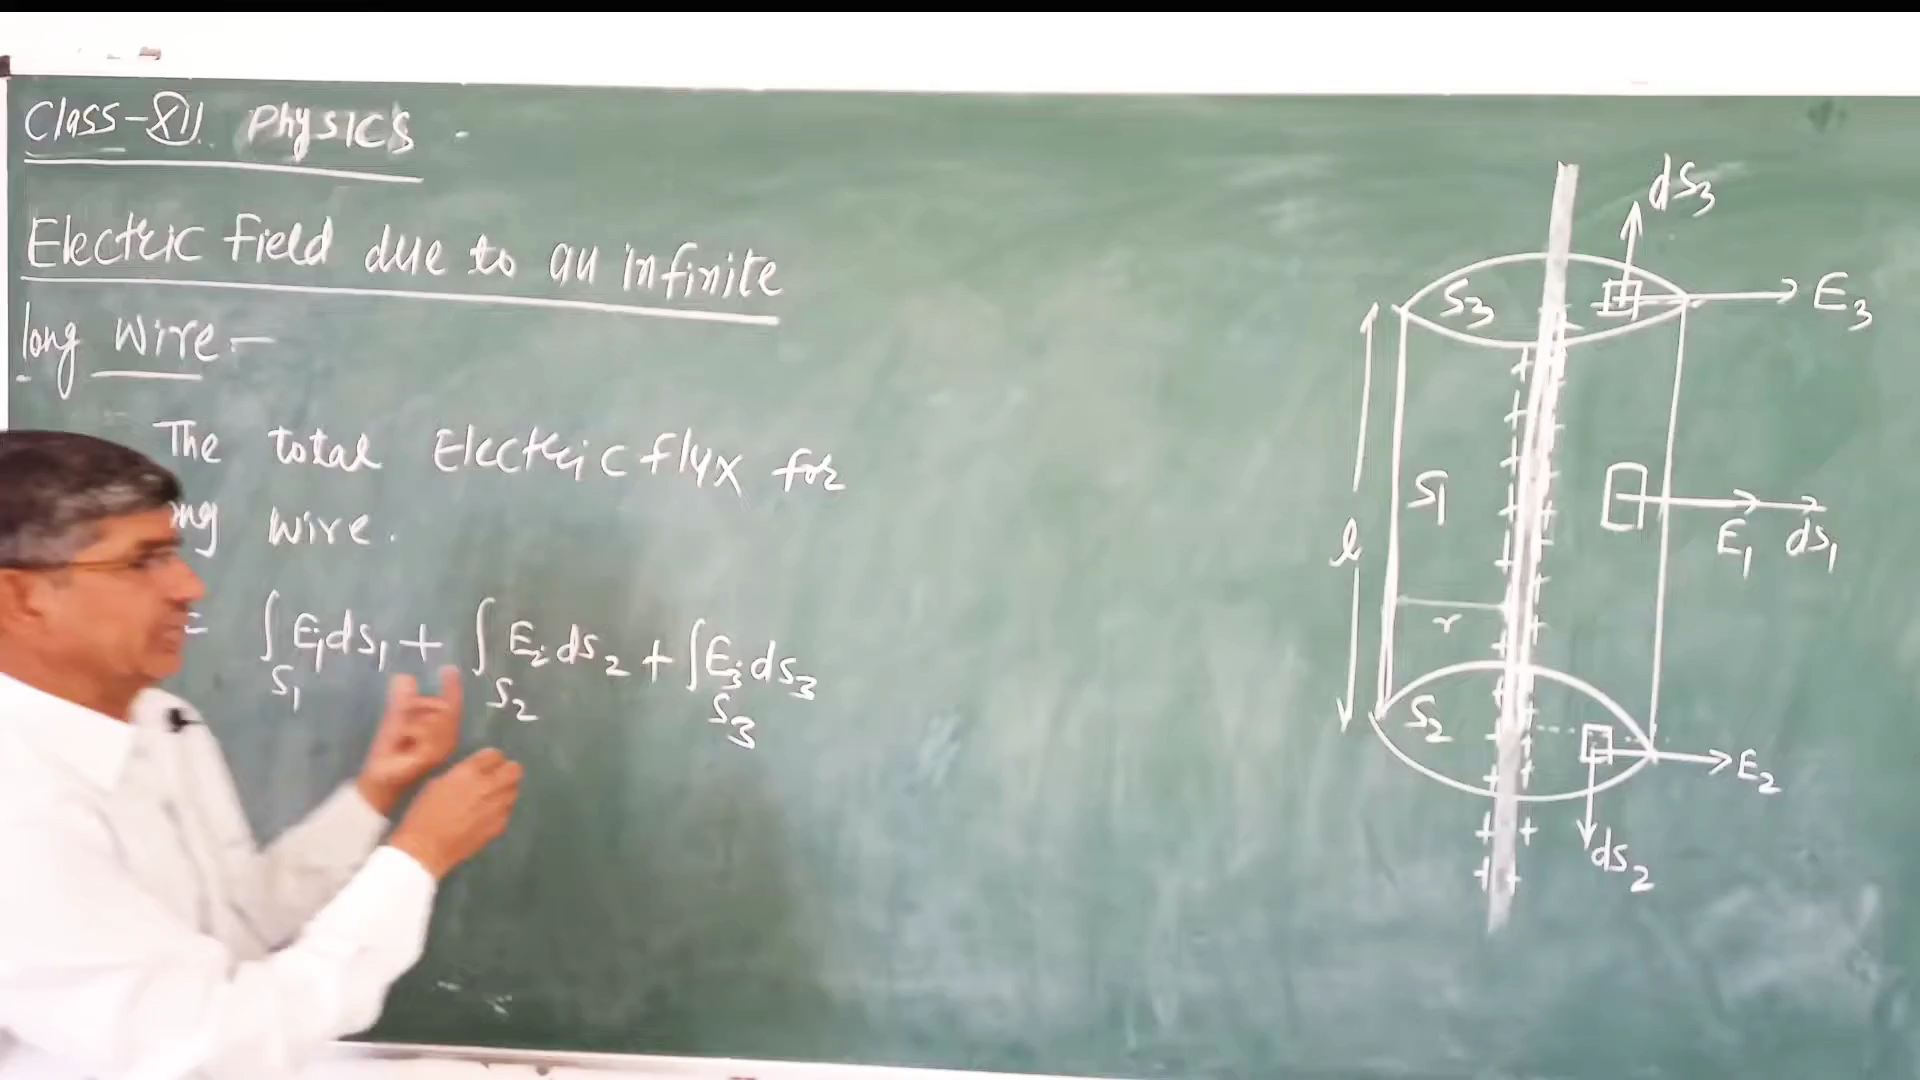 Class-XII Physics
Electric field due to an infinite
long wire-
The total Electric flux for
wire.
= ∫S₁ E₁ds₁ + ∫S₂ E₂ds₂ + ∫S₃ E₃ds₃
dS₃
S₃
E₃
S₁
l
E₁ ds₁
r
S₂
E₂
ds₂